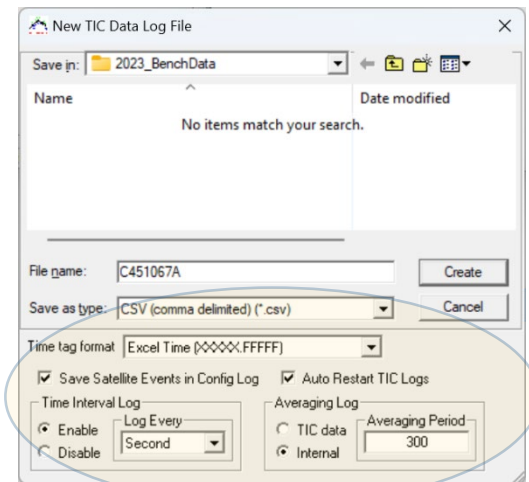 New TIC Data Log File
Save in: 2023_BenchData
Name Date modified
No items match your search.
File name: C451067A Create
Save as type: CSV (comma delimited) (*.csv) Cancel
Time tag format Excel Time (XXXXX.FFFFF)
Save Satellite Events in Config Log Auto Restart TIC Logs
Time Interval Log Averaging Log
Enable Log Every TIC data Averaging Period
Disable Second Internal 300